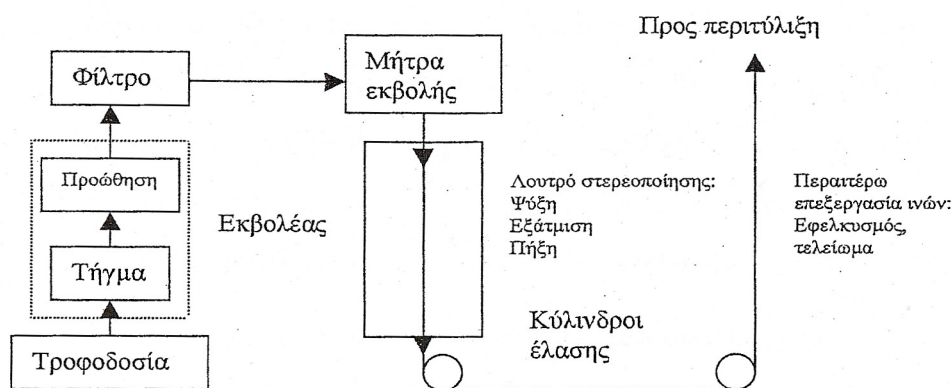 Προς περιτύλιξη
Φίλτρο
Μήτρα
εκβολής
Προώθηση
Εκβολέας
Τήγμα
Τροφοδοσία
Λουτρό στερεοποίησης:
Ψύξη
Εξάτμιση
Πήξη
Περαιτέρω
επεξεργασία ινών:
Εφελκυσμός,
τελείωμα
Κύλινδροι
έλασης